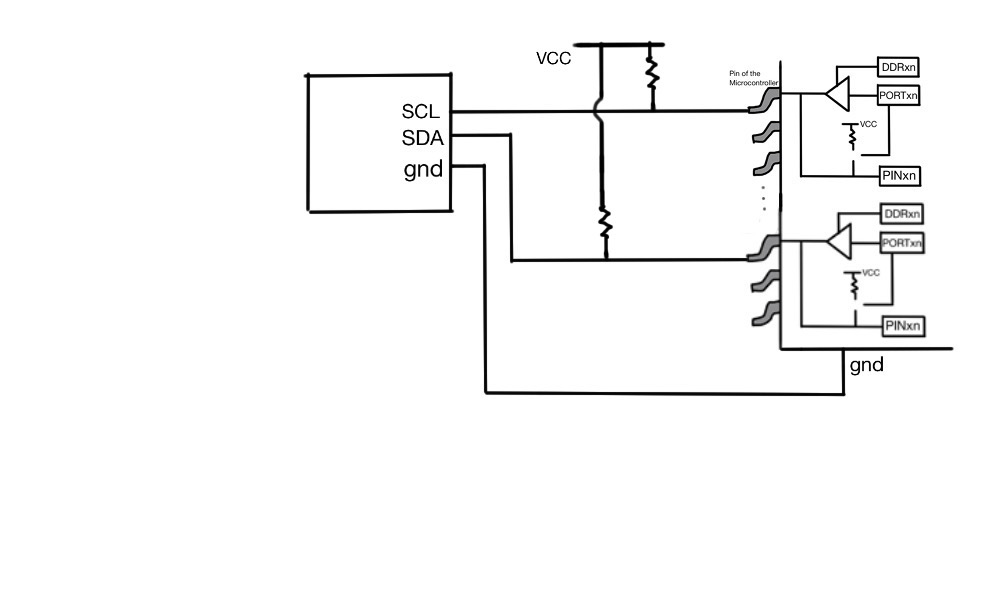 VCC
SCL
SDA
gnd
Pin of the
Microcontroller
DDRxn
PORTxn
VCC
PINxn
DDRxn
PORTxn
VCC
PINxn
gnd